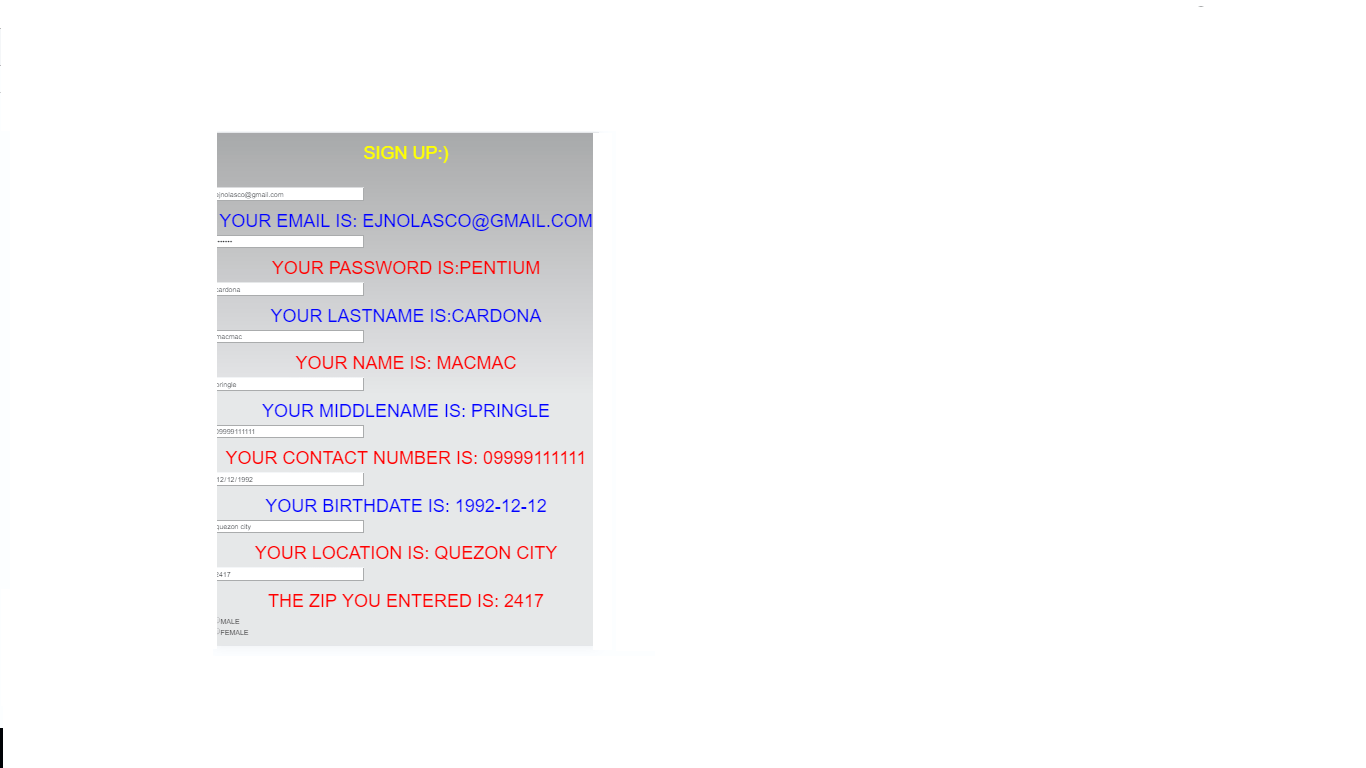 SIGN UP:)
ejnolasco@gmail.com
YOUR EMAIL IS: EJNOLASCO@GMAIL.COM
•••••••
YOUR PASSWORD IS:PENTIUM
cardona
YOUR LASTNAME IS:CARDONA
macmac
YOUR NAME IS: MACMAC
pringle
YOUR MIDDLENAME IS: PRINGLE
09999111111
YOUR CONTACT NUMBER IS: 09999111111
12/12/1992
YOUR BIRTHDATE IS: 1992-12-12
quezon city
YOUR LOCATION IS: QUEZON CITY
2417
THE ZIP YOU ENTERED IS: 2417
MALE
FEMALE